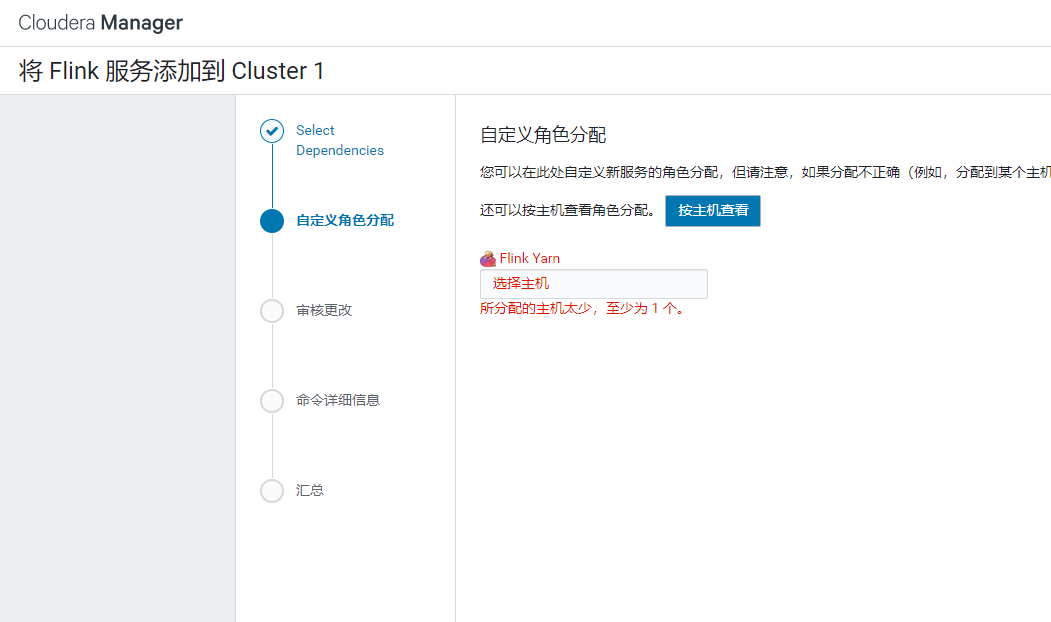 Cloudera Manager
将 Flink 服务添加到 Cluster 1
Select
Dependencies
自定义角色分配
审核更改
命令详细信息
汇总
自定义角色分配
您可以在此处自定义新服务的角色分配，但请注意，如果分配不正确（例如，分配到某个主机
还可以按主机查看角色分配。 按主机查看
Flink Yarn
选择主机
所分配的主机太少，至少为 1 个。